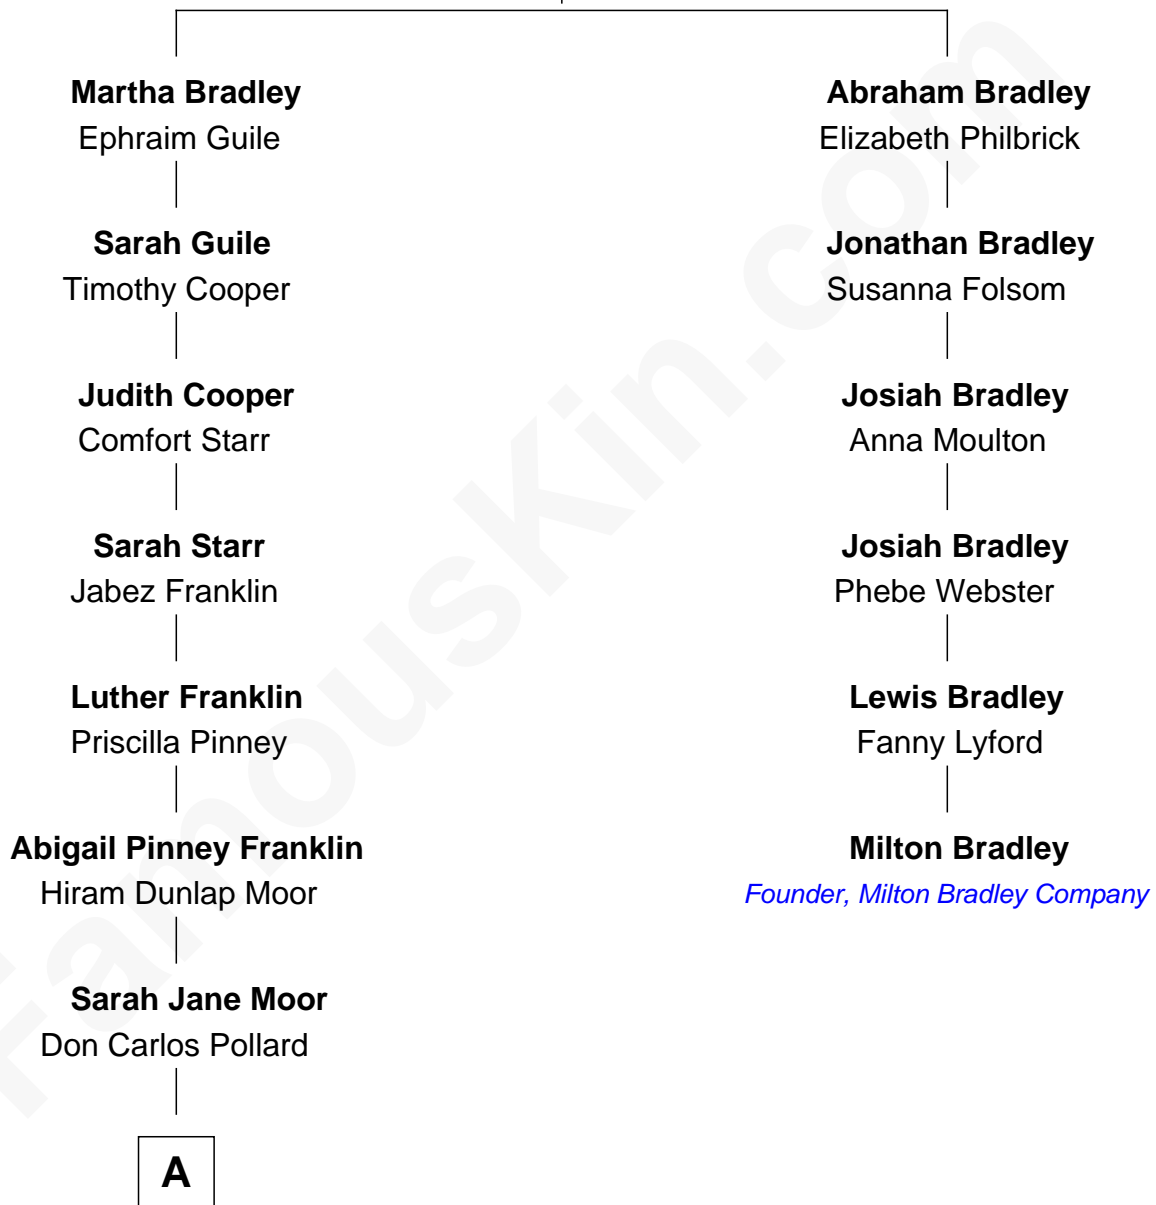 Martha Bradley
Ephraim Guile
Sarah Guile
Timothy Cooper
Judith Cooper
Comfort Starr
Sarah Starr
Jabez Franklin
Luther Franklin
Priscilla Pinney
Abigail Pinney Franklin
Hiram Dunlap Moor
Sarah Jane Moor
Don Carlos Pollard
A
Abraham Bradley
Elizabeth Philbrick
Jonathan Bradley
Susanna Folsom
Josiah Bradley
Anna Moulton
Josiah Bradley
Phebe Webster
Lewis Bradley
Fanny Lyford
Milton Bradley
Founder, Milton Bradley Company
FamousKin.com